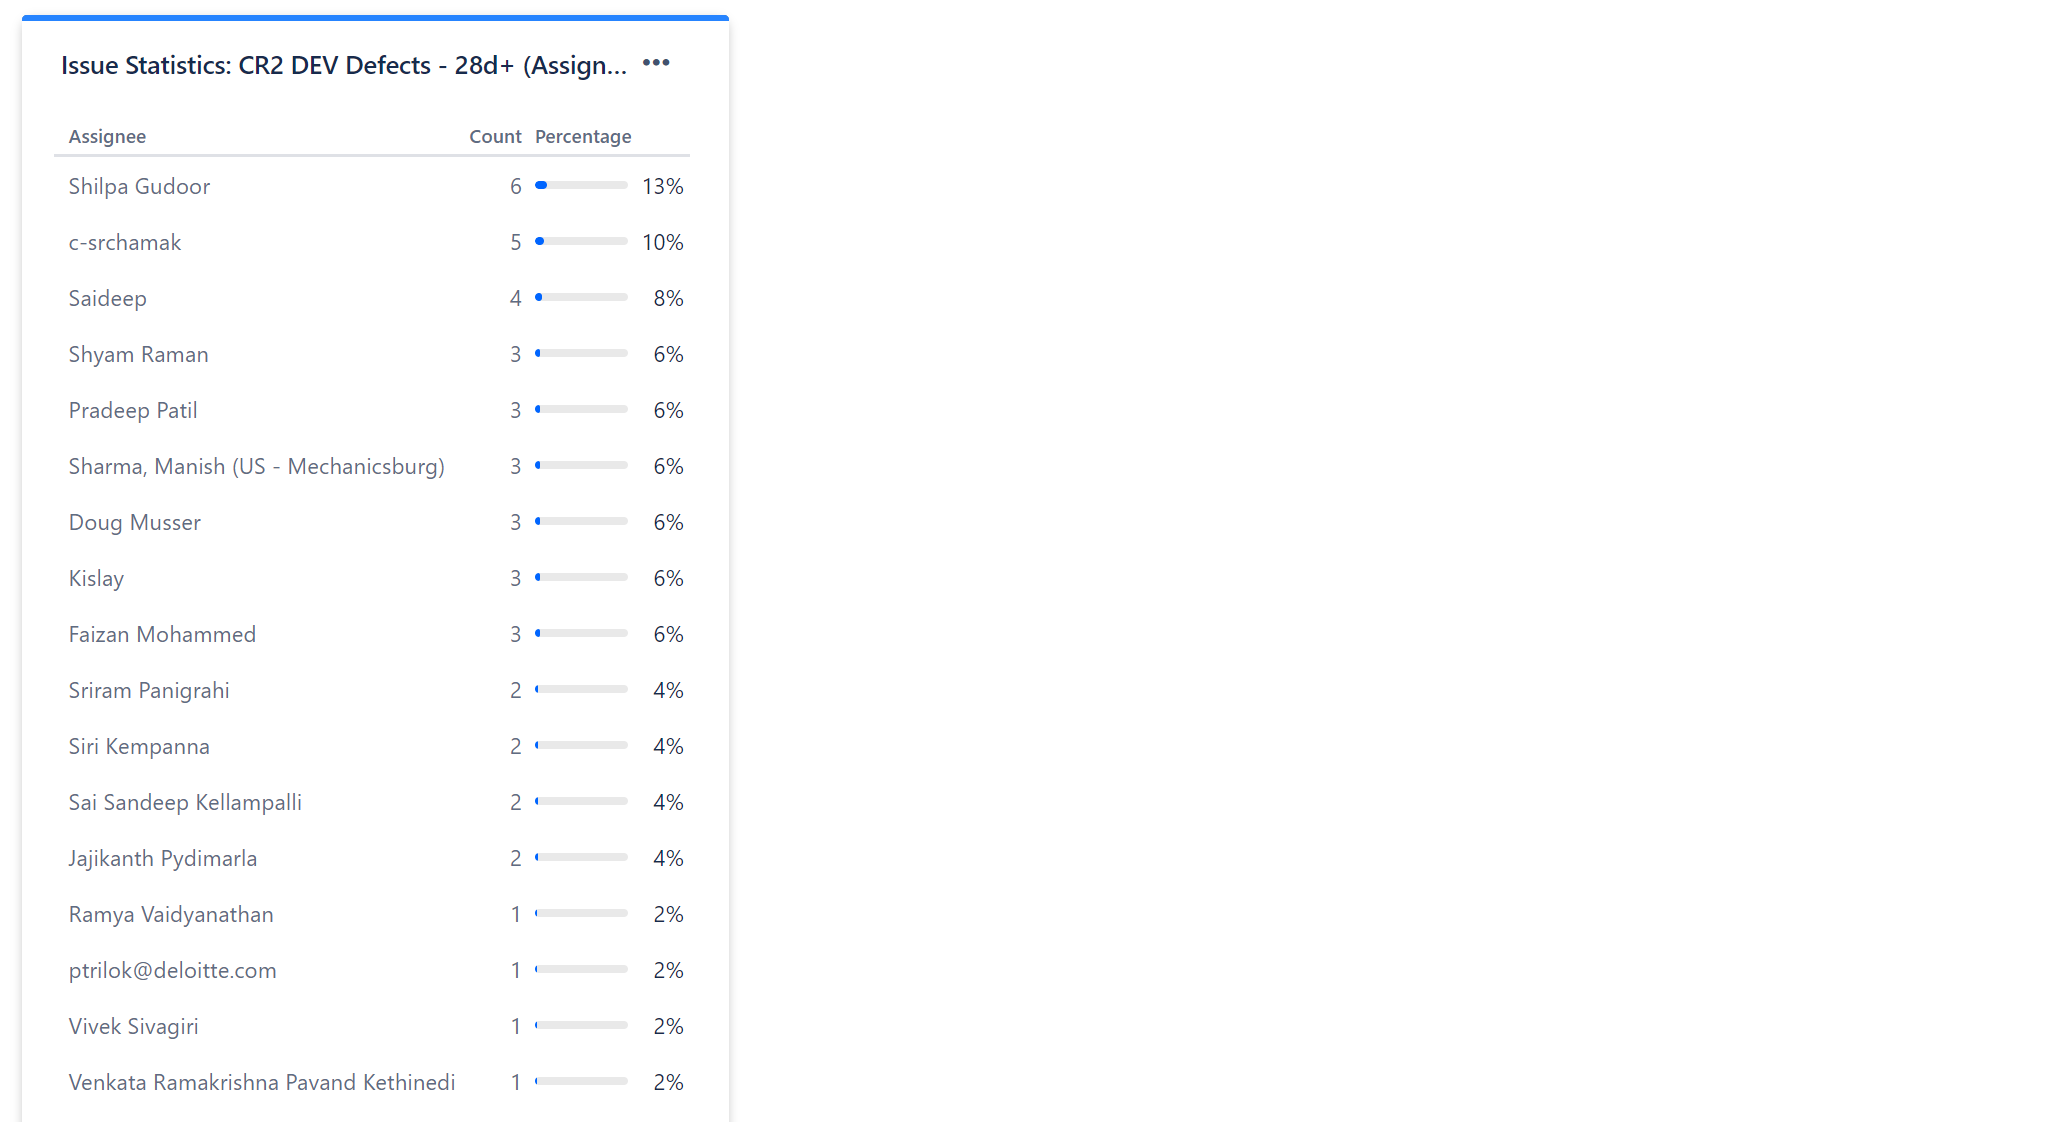 Issue Statistics: CR2 DEV Defects - 28d+ (Assign...
Assignee Count Percentage
Shilpa Gudoor 6 13%
c-srchamak 5 10%
Saideep 4 8%
Shyam Raman 3 6%
Pradeep Patil 3 6%
Sharma, Manish (US - Mechanicsburg) 3 6%
Doug Musser 3 6%
Kislay 3 6%
Faizan Mohammed 3 6%
Sriram Panigrahi 2 4%
Siri Kempanna 2 4%
Sai Sandeep Kellampalli 2 4%
Jajikanth Pydimarla 2 4%
Ramya Vaidyanathan 1 2%
ptrilok@deloitte.com 1 2%
Vivek Sivagiri 1 2%
Venkata Ramakrishna Pavand Kethinedi 1 2%